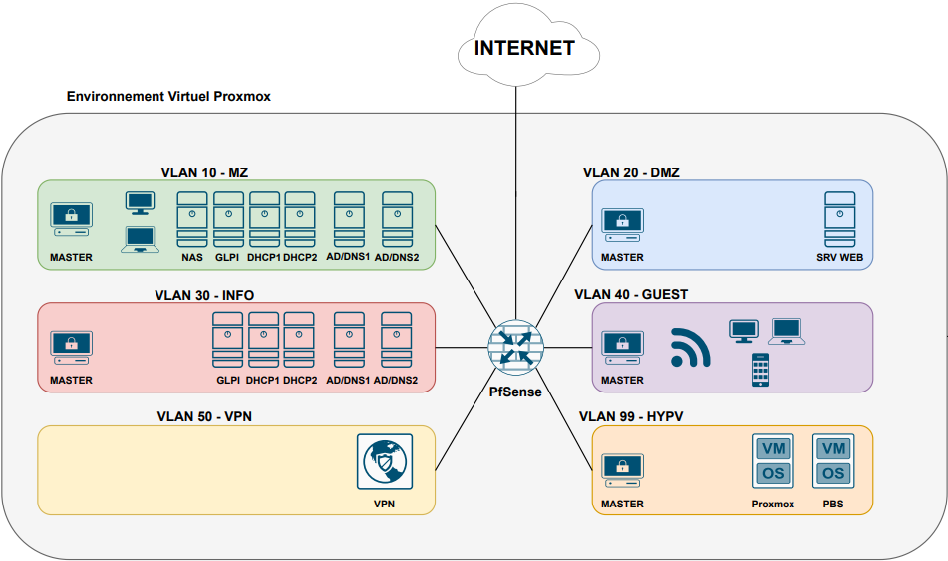 INTERNET
Environnement Virtuel Proxmox
VLAN 10 - MZ
MASTER
NAS
GLPI
DHCP1
DHCP2
AD/DNS1
AD/DNS2
VLAN 20 - DMZ
MASTER
SRV WEB
VLAN 30 - INFO
MASTER
GLPI
DHCP1
DHCP2
AD/DNS1
AD/DNS2
PfSense
VLAN 40 - GUEST
MASTER
VLAN 50 - VPN
VPN
VLAN 99 - HYPV
MASTER
VM
OS
Proxmox
VM
OS
PBS